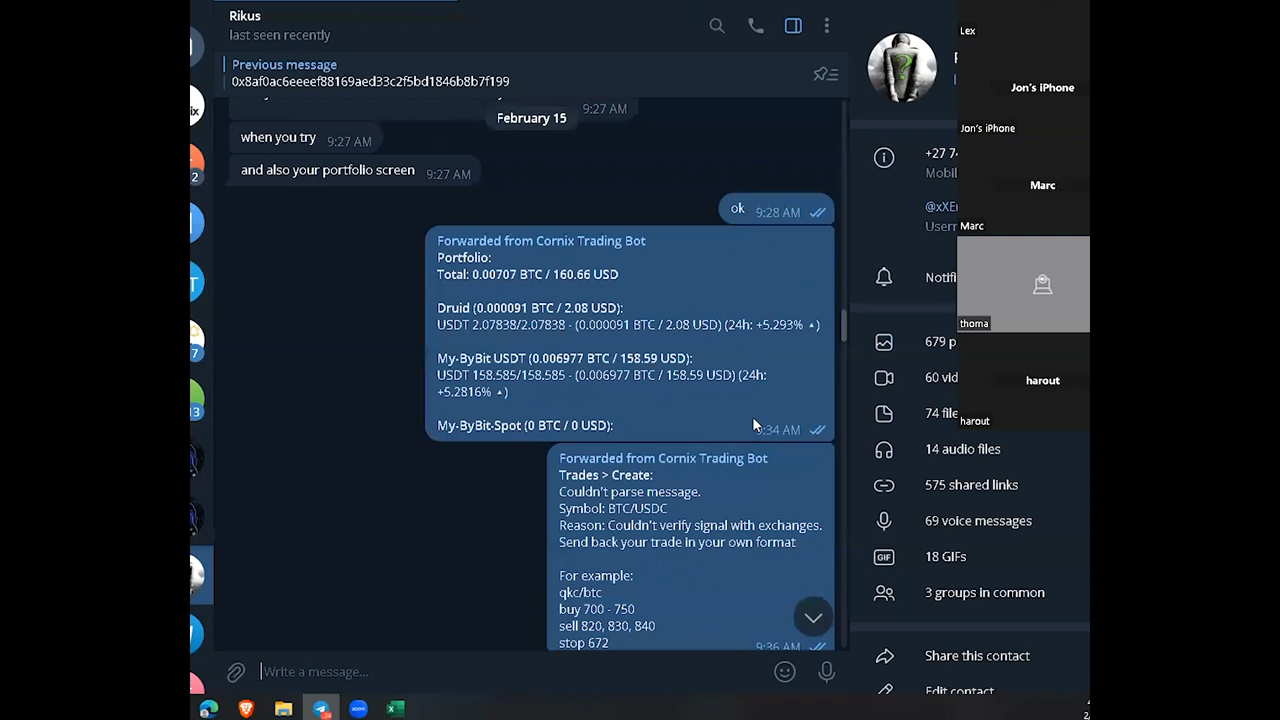 Rikus
last seen recently
Previous message
0x8af0ac6eeeef88169aed33c2f5bd1846b8b7f199
9:27 AM
February 15
when you try 9:27 AM
and also your portfolio screen 9:27 AM
ok 9:28 AM
Forwarded from Cornix Trading Bot
Portfolio:
Total: 0.00707 BTC / 160.66 USD
Druid (0.000091 BTC / 2.08 USD):
USDT 2.07838/2.07838 - (0.000091 BTC / 2.08 USD) (24h: +5.293% ▲)
My-ByBit USDT (0.006977 BTC / 158.59 USD):
USDT 158.585/158.585 - (0.006977 BTC / 158.59 USD) (24h:
+5.2816% ▲)
My-ByBit-Spot (0 BTC / 0 USD):
:34 AM
Forwarded from Cornix Trading Bot
Trades > Create:
Couldn't parse message.
Symbol: BTC/USDC
Reason: Couldn't verify signal with exchanges.
Send back your trade in your own format
For example:
qkc/btc
buy 700 - 750
sell 820, 830, 840
stop 672
9:36 AM
Write a message...
+27 7
Mobil
@xXE
Usern
Notifi
679 p
60 vid
74 file
14 audio files
575 shared links
69 voice messages
GIF 18 GIFs
3 groups in common
Share this contact
Edit contact
Lex
Jon's iPhone
Jon's iPhone
Marc
Marc
thoma
harout
harout
ix
2
7
13